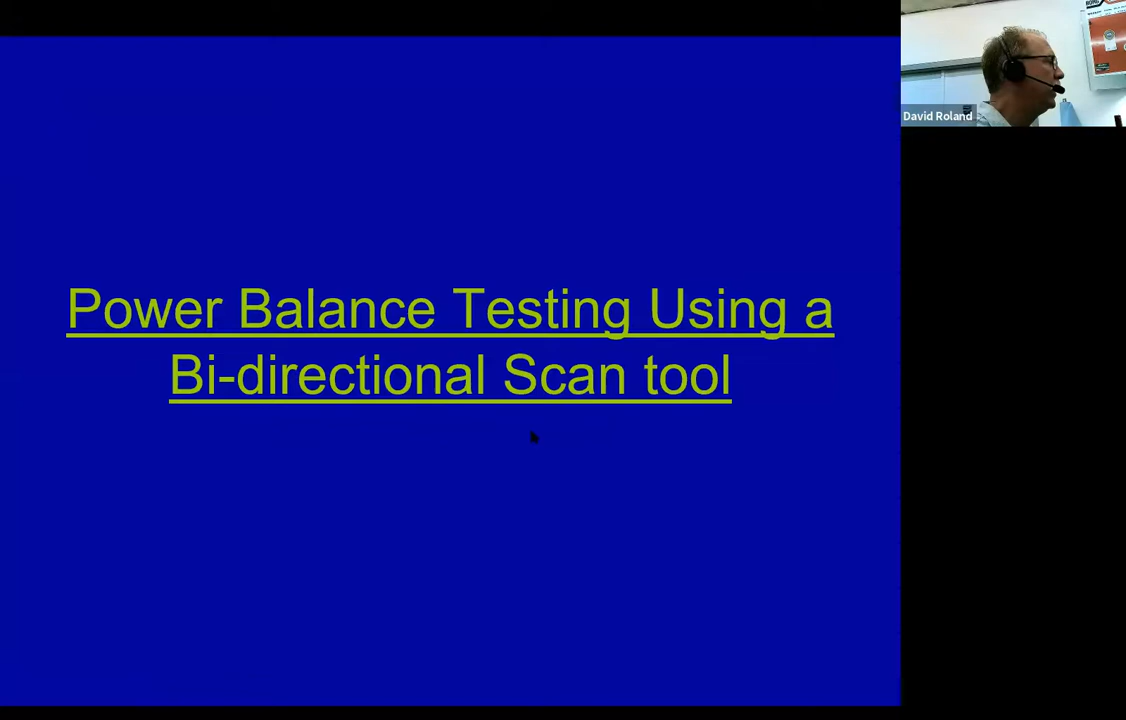 Power Balance Testing Using a
Bi-directional Scan tool
David Roland